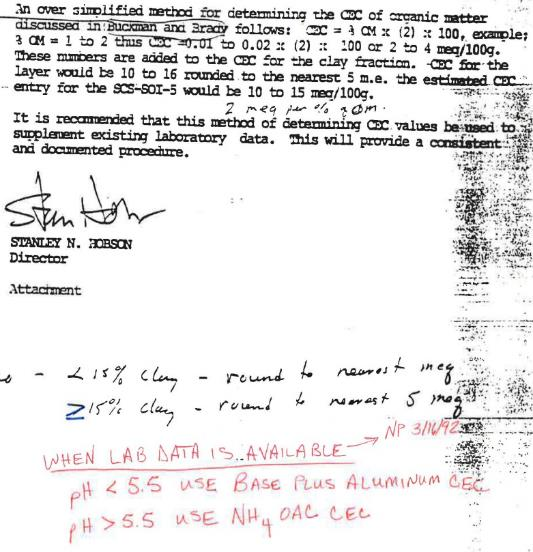 An over simplified method for determining the CEC of organic matter
discussed in Buckman and Brady follows: CEC = % OM x (2) x 100, example;
% OM = 1 to 2 thus CEC =0.01 to 0.02 x (2) x 100 or 2 to 4 meq/100g.
These numbers are added to the CEC for the clay fraction. CEC for the
layer would be 10 to 16 rounded to the nearest 5 m.e. the estimated CEC
entry for the SCS-SOI-5 would be 10 to 15 meq/100g.
2 meq per % OM.
It is recommended that this method of determining CEC values be used to
supplement existing laboratory data. This will provide a consistent
and documented procedure.
Stan Hobson
STANLEY N. HOBSON
Director
Attachment
- < 15% clay - round to nearest meq
≥15% clay - round to nearest 5 meq
NP 3/16/92
WHEN LAB DATA IS AVAILABLE
pH < 5.5 USE BASE PLUS ALUMINUM CEC
pH > 5.5 USE NH4 OAC CEC